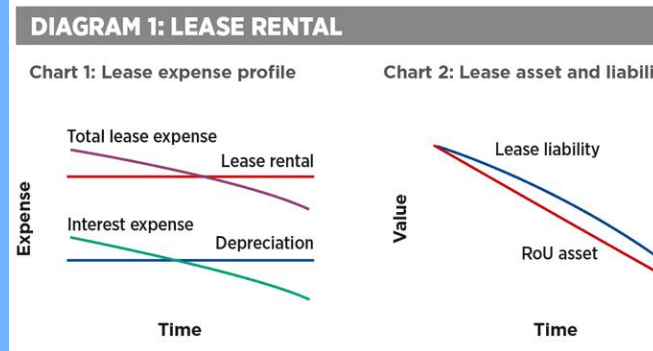 DIAGRAM 1: LEASE RENTAL
Chart 1: Lease expense profile
Total lease expense
Lease rental
Interest expense
Depreciation
Expense
Time
Chart 2: Lease asset and liabili
Lease liability
RoU asset
Value
Time